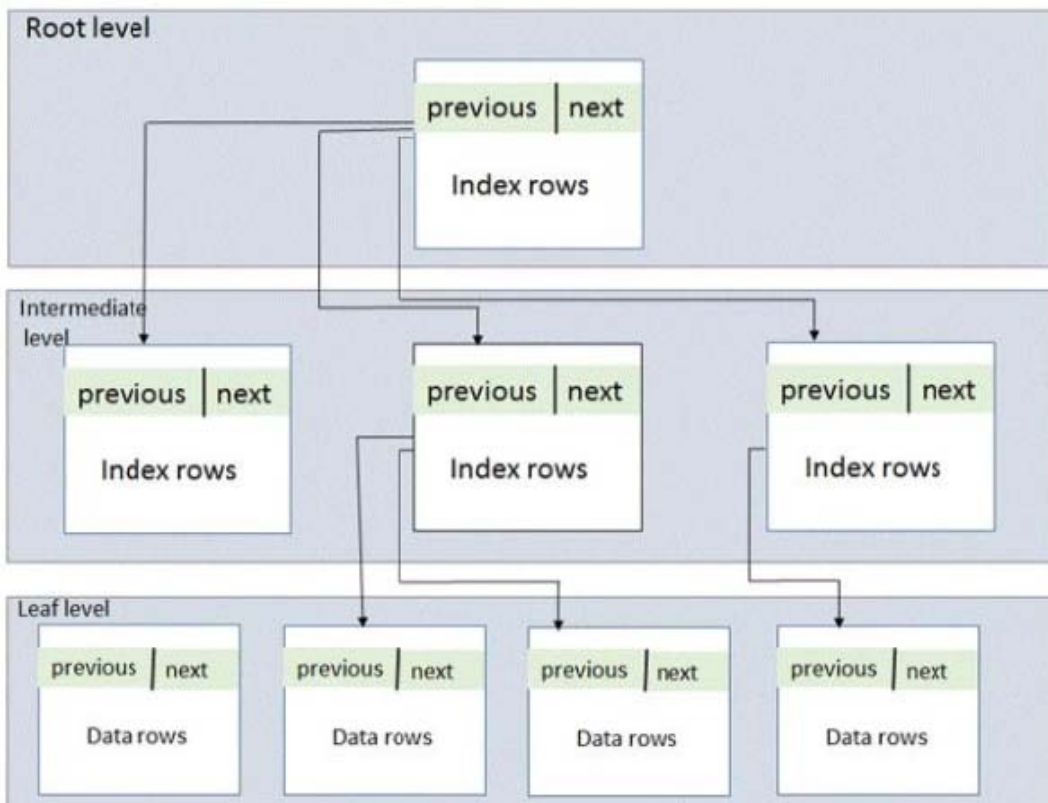 Root level
previous next
Index rows
Intermediate
level
previous next
previous next
previous next
Index rows
Index rows
Index rows
Leaf level
previous next
previous next
previous next
previous next
Data rows
Data rows
Data rows
Data rows